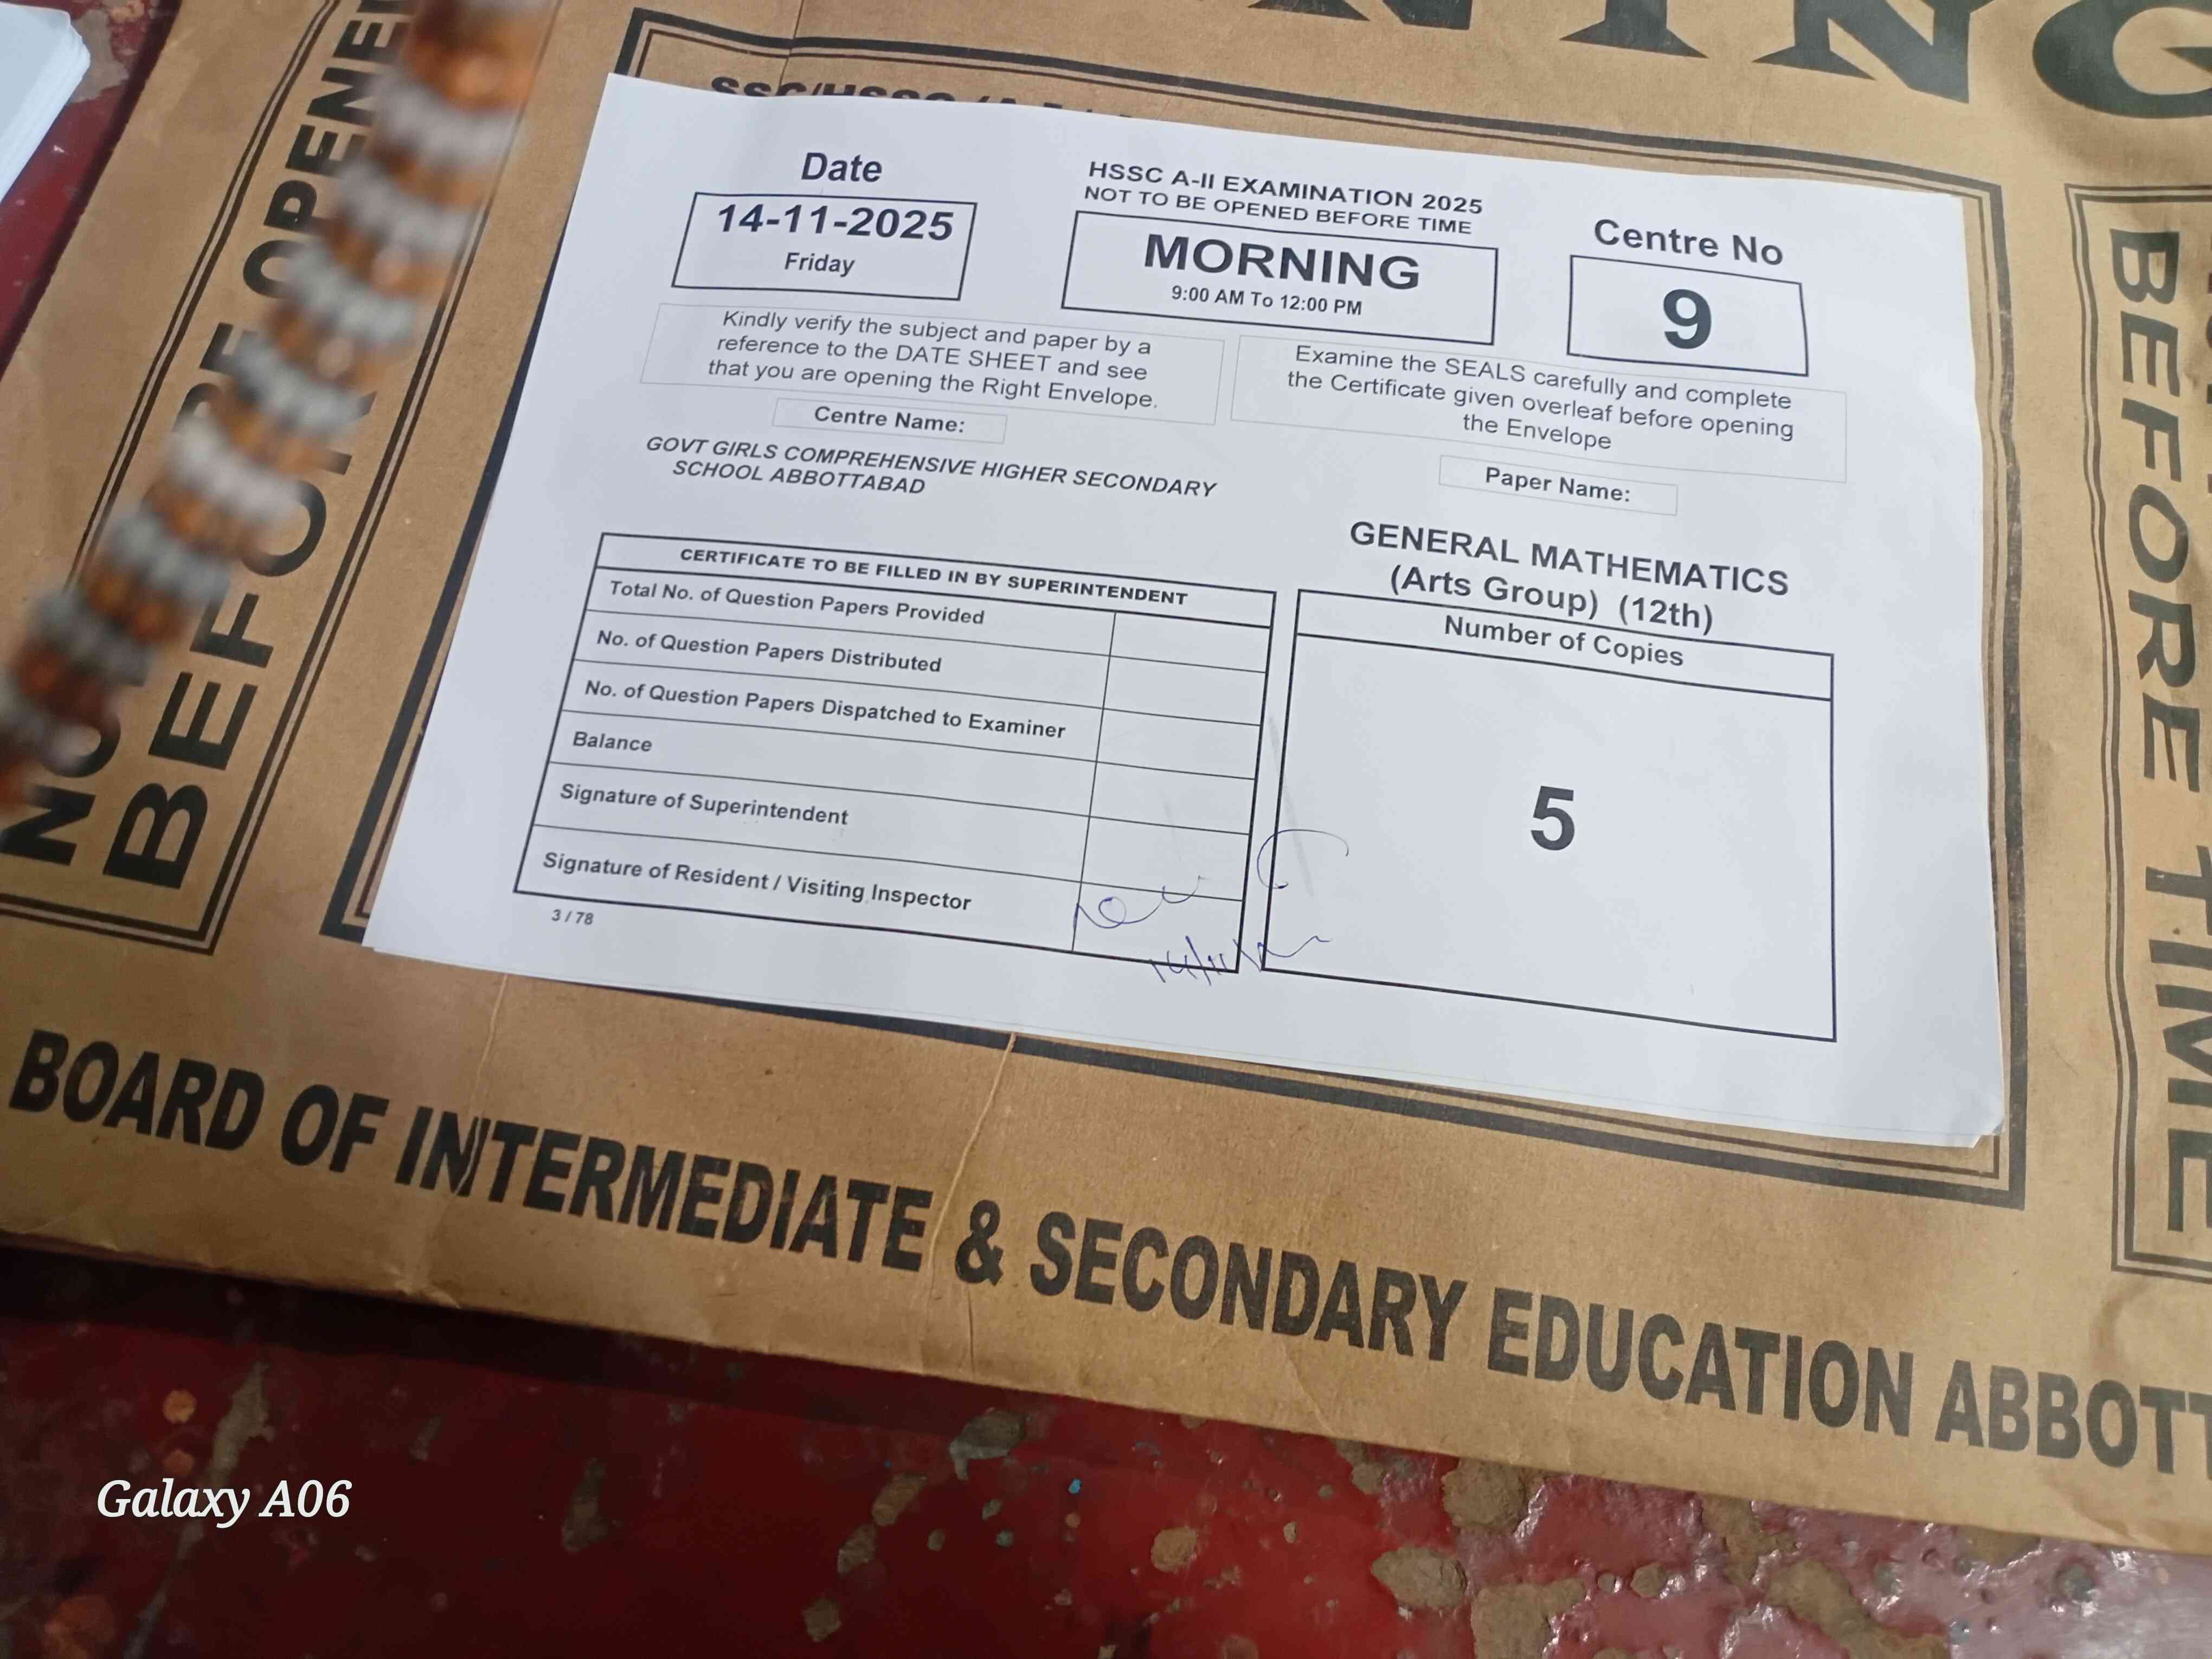 Date
14-11-2025
Friday
HSSC A-II EXAMINATION 2025
NOT TO BE OPENED BEFORE TIME
MORNING
9:00 AM To 12:00 PM
Centre No
9
Kindly verify the subject and paper by a
reference to the DATE SHEET and see
that you are opening the Right Envelope.
Examine the SEALS carefully and complete
the Certificate given overleaf before opening
the Envelope
Centre Name:
GOVT GIRLS COMPREHENSIVE HIGHER SECONDARY
SCHOOL ABBOTTABAD
Paper Name:
GENERAL MATHEMATICS
(Arts Group) (12th)
CERTIFICATE TO BE FILLED IN BY SUPERINTENDENT
Total No. of Question Papers Provided
No. of Question Papers Distributed
No. of Question Papers Dispatched to Examiner
Balance
Signature of Superintendent
Signature of Resident / Visiting Inspector
3 / 78
Number of Copies
5
BEFORE TIME
BOARD OF INTERMEDIATE & SECONDARY EDUCATION ABBOTT
Galaxy A06